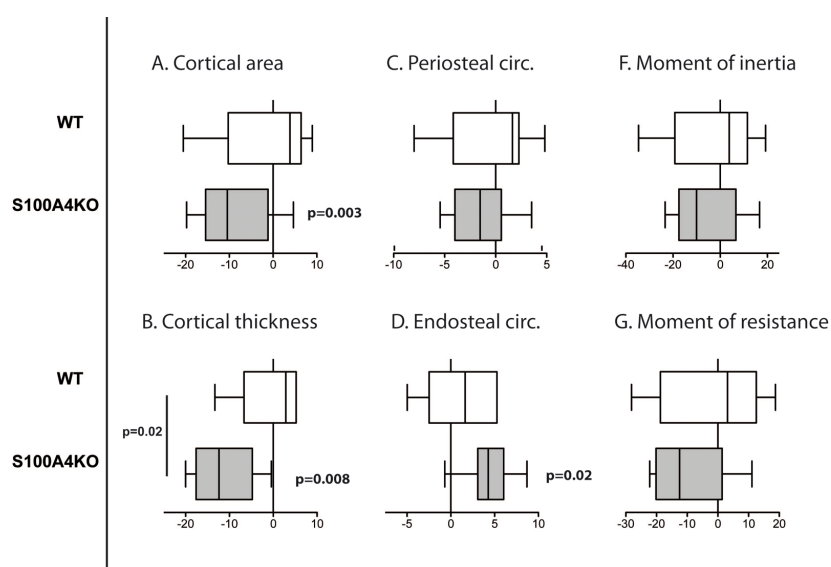 A. Cortical area
C. Periosteal circ.
F. Moment of inertia
WT
S100A4KO
p=0.003
-20 -10 0 10
-10 -5 0 5
-40 -20 0 20
B. Cortical thickness
D. Endosteal circ.
G. Moment of resistance
WT
p=0.02
S100A4KO
p=0.008
p=0.02
-20 -10 0 10
-5 0 5 10
-30 -20 -10 0 10 20